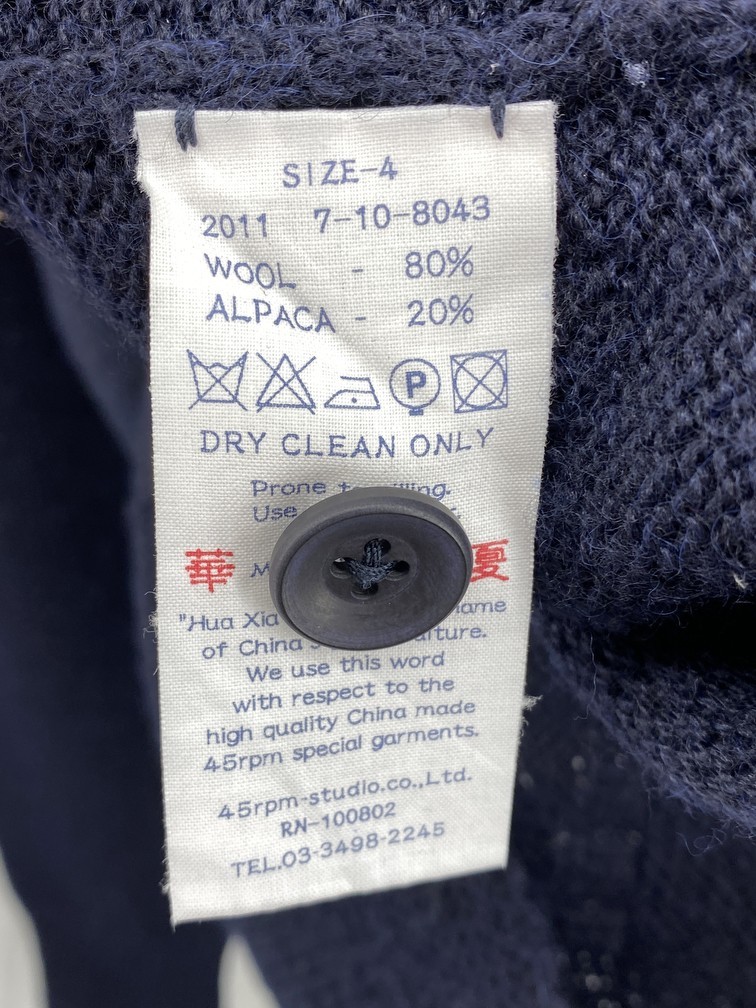 SIZE-4
2011 7-10-8043
WOOL - 80%
ALPACA - 20%
P
DRY CLEAN ONLY
Prone
Use
華 夏
"Hua Xia
of China
We use this word
with respect to the
high quality China made
45rpm special garments.
45rpm-studio.co.,Ltd.
RN-100802
TEL.03-3498-2245